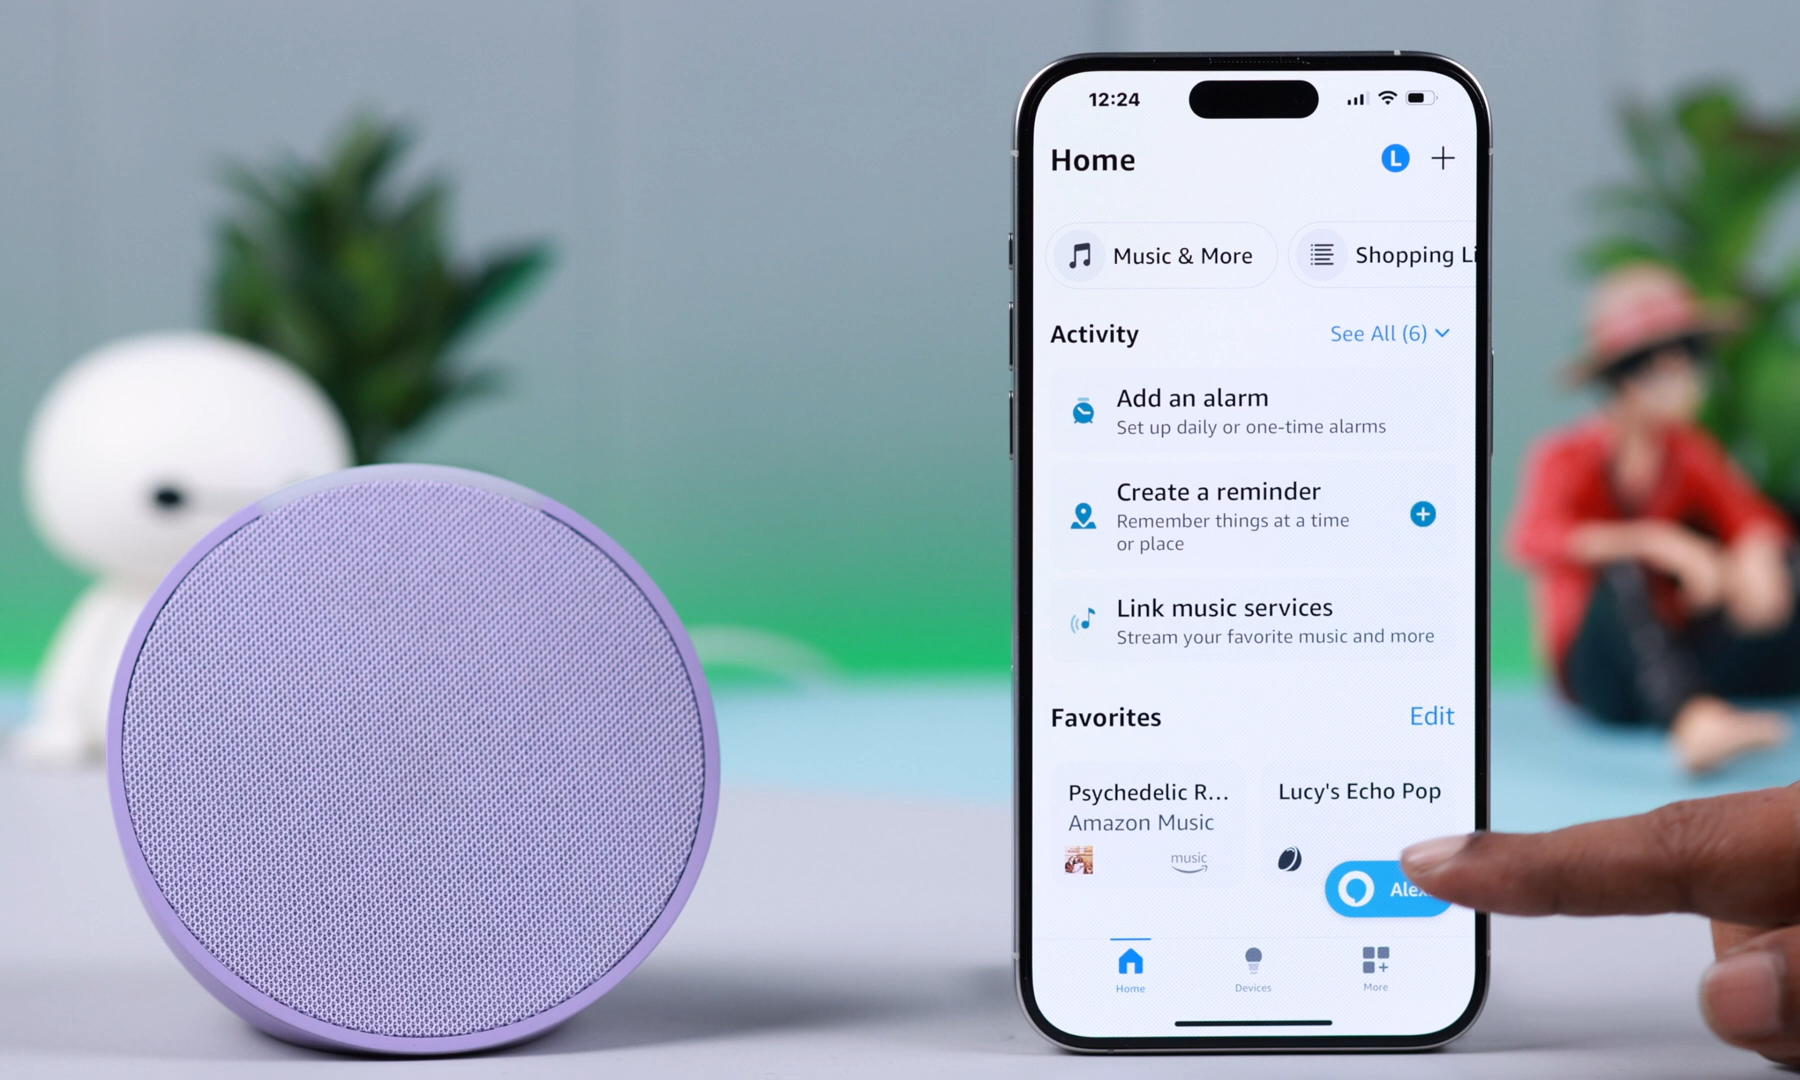 12:24
Home
L
Music & More
Shopping Li
Activity
See All (6)
Add an alarm
Set up daily or one-time alarms
Create a reminder
Remember things at a time
or place
Link music services
Stream your favorite music and more
Favorites
Edit
Psychedelic R...
Amazon Music
music
Lucy's Echo Pop
Alex
Home
Devices
More